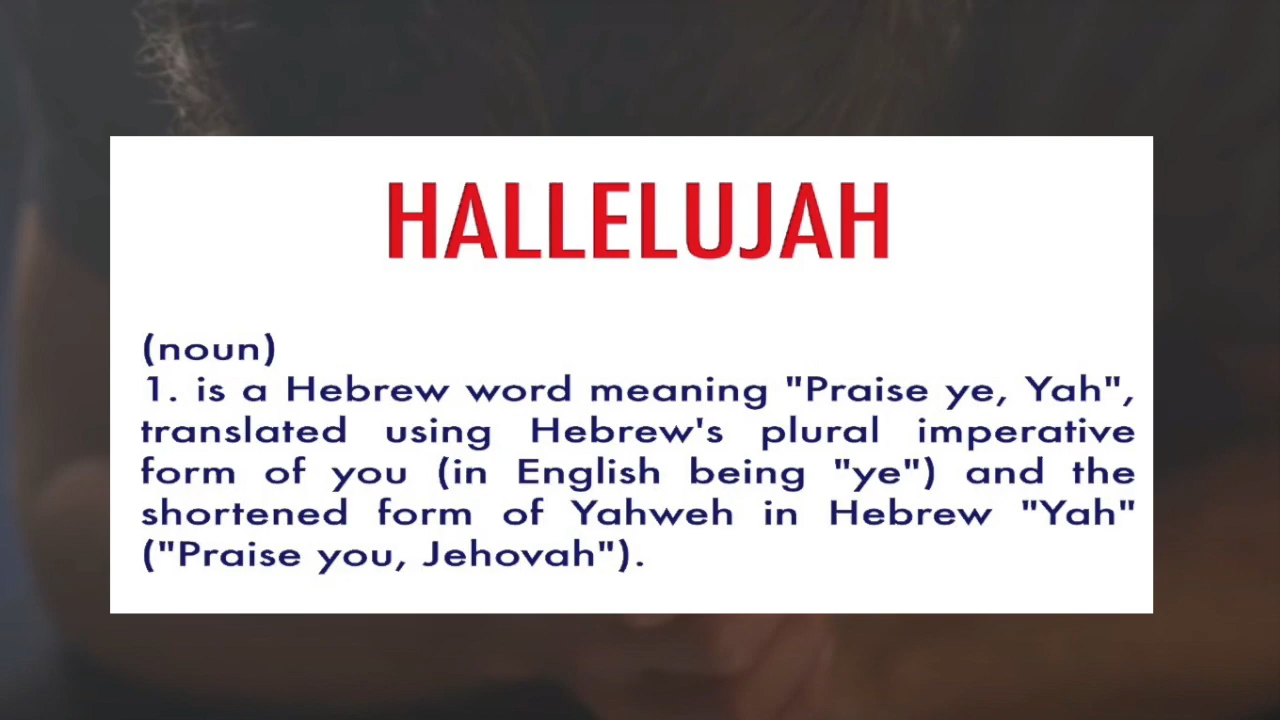 HALLELUJAH
(noun)
1. is a Hebrew word meaning "Praise ye, Yah",
translated using Hebrew's plural imperative
form of you (in English being "ye") and the
shortened form of Yahweh in Hebrew "Yah"
("Praise you, Jehovah").